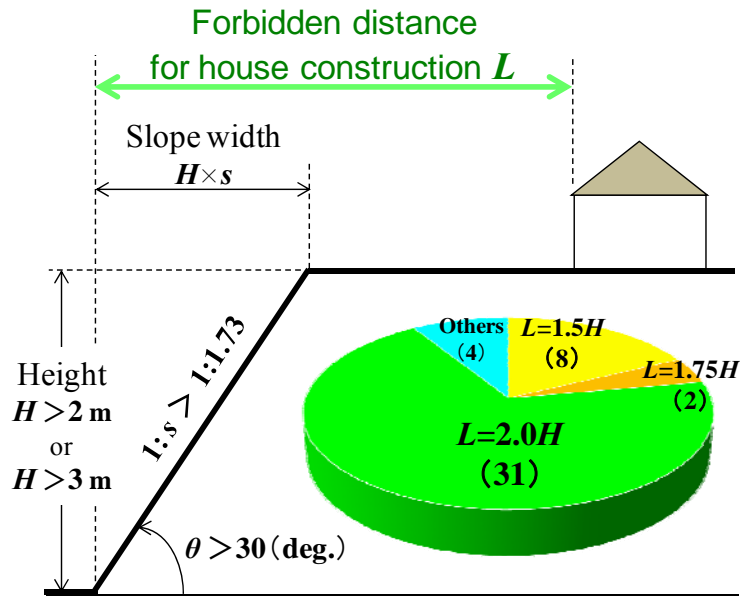 Forbidden distance
for house construction L
Slope width
H×s
Height
H＞2 m
or
H＞3 m
1: s＞1:1.73
θ＞30（deg.）
Others
（4）
L=1.5H
（8）
L=1.75H
（2）
L=2.0H
（31）